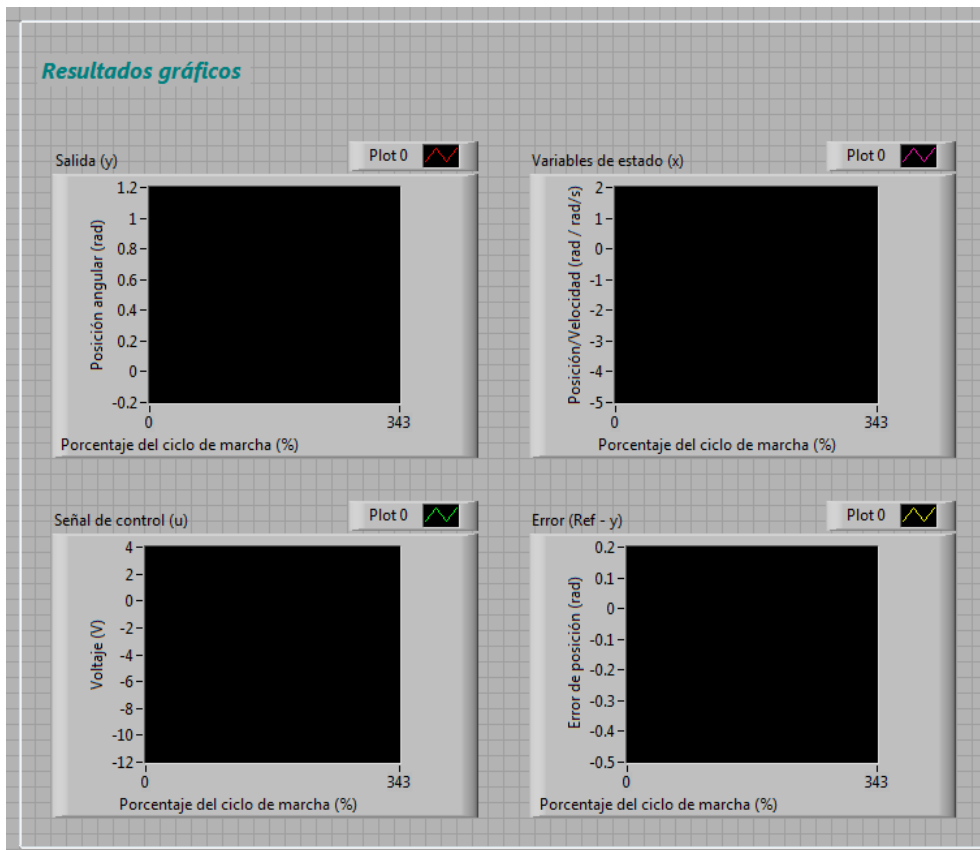 Resultados gráficos
Salida (y)
Plot 0
1.2
1
0.8
0.6
0.4
0.2
0
-0.2
Posición angular (rad)
0
343
Porcentaje del ciclo de marcha (%)
Variables de estado (x)
Plot 0
2
1
0
-1
-2
-3
-4
-5
Posición/Velocidad (rad / rad/s)
0
343
Porcentaje del ciclo de marcha (%)
Señal de control (u)
Plot 0
4
2
0
-2
-4
-6
-8
-10
-12
Voltaje (V)
0
343
Porcentaje del ciclo de marcha (%)
Error (Ref - y)
Plot 0
0.2
0.1
0
-0.1
-0.2
-0.3
-0.4
-0.5
Error de posición (rad)
0
343
Porcentaje del ciclo de marcha (%)